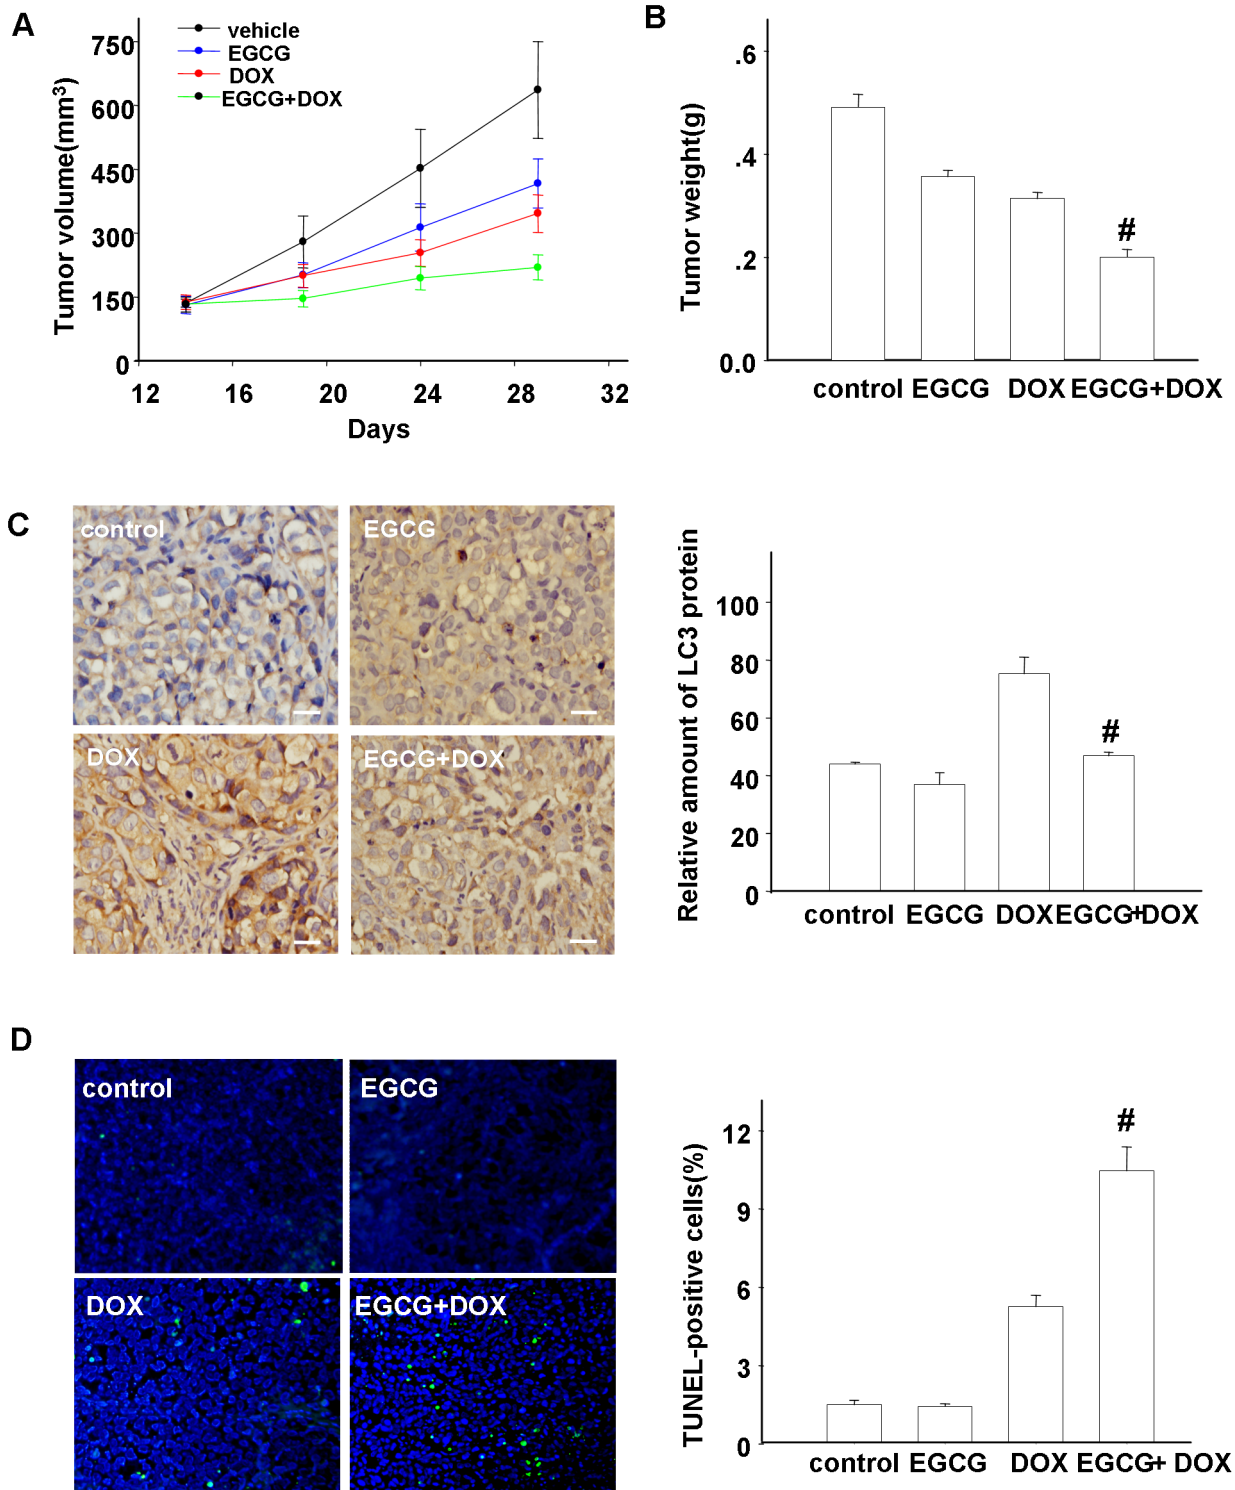 A
vehicle
EGCG
DOX
EGCG+DOX
Tumor volume(mm³)
750
600
450
300
150
0
12 16 20 24 28 32
Days
B
Tumor weight(g)
.6
.4
.2
0.0
#
control EGCG DOX EGCG+DOX
C
control
EGCG
DOX
EGCG+DOX
Relative amount of LC3 protein
100
80
60
40
20
0
#
control EGCG DOX EGCG+DOX
D
control
EGCG
DOX
EGCG+DOX
TUNEL-positive cells(%)
12
9
6
3
0
#
control EGCG DOX EGCG+ DOX